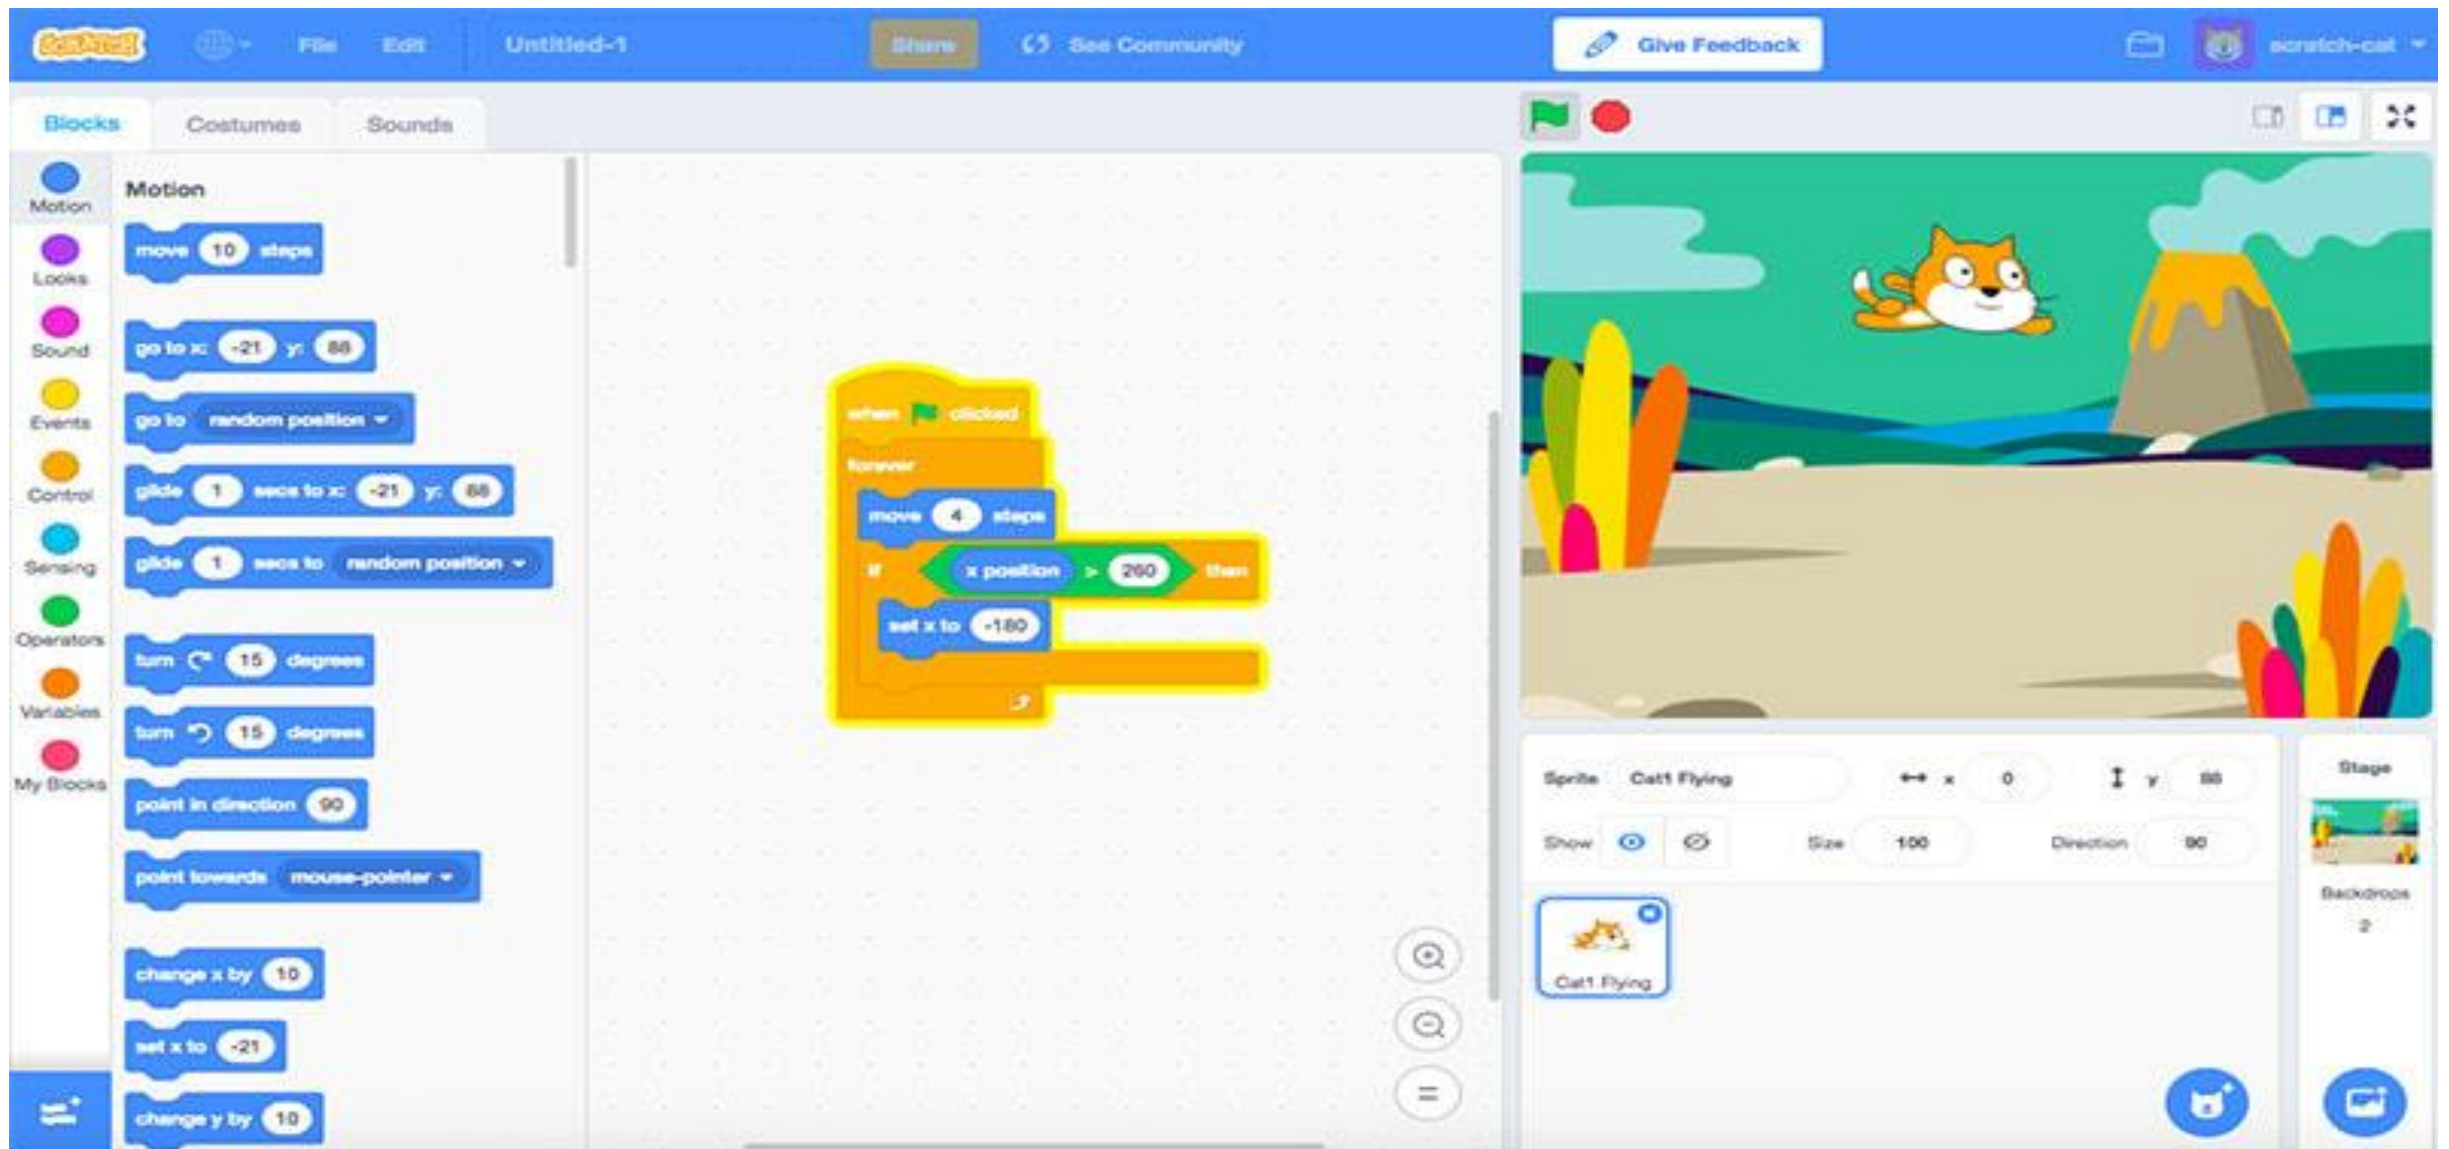 SCRATCH File Edit Untitled-1 Share See Community Give Feedback scratch-cat
Blocks Costumes Sounds
Motion
Looks
Sound
Events
Control
Sensing
Operators
Variables
My Blocks
Motion
move 10 steps
go to x: -21 y: 88
go to random position
glide 1 secs to x: -21 y: 88
glide 1 secs to random position
turn 15 degrees
turn 15 degrees
point in direction 90
point towards mouse-pointer
change x by 10
set x to -21
change y by 10
when clicked
forever
move 4 steps
if x position > 260 then
set x to -180
Sprite Cat1 Flying x 0 y 88
Show Size 100 Direction 90
Cat1 Flying
Stage
Backdrops
2